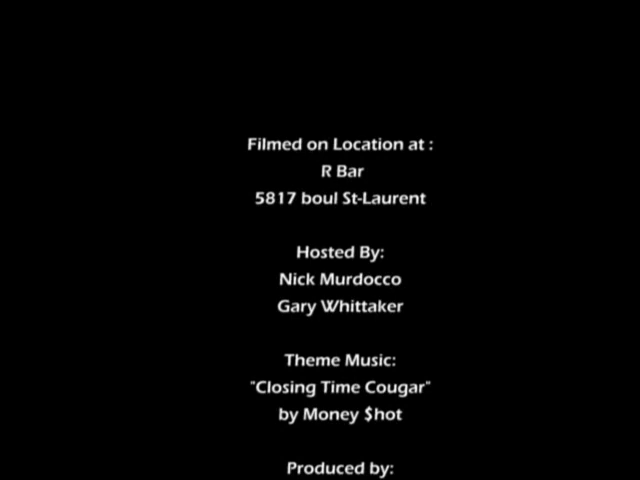 Filmed on Location at :
R Bar
5817 boul St-Laurent
Hosted By:
Nick Murdocco
Gary Whittaker
Theme Music:
"Closing Time Cougar"
by Money $hot
Produced by: